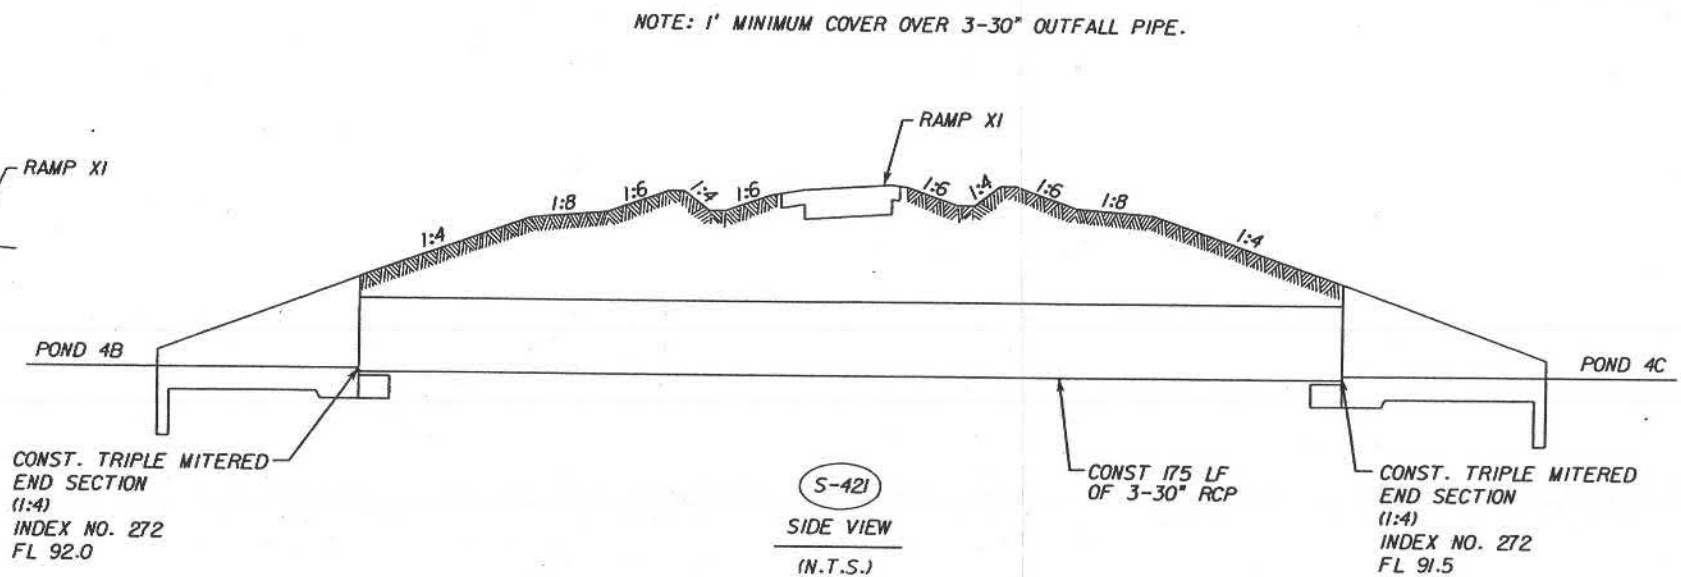 NOTE: 1' MINIMUM COVER OVER 3-30" OUTFALL PIPE.
RAMP X1
RAMP X1
1:4
1:8
1:6
1:4
1:6
1:6
1:4
1:6
1:8
1:4
POND 4B
POND 4C
CONST. TRIPLE MITERED
END SECTION
(1:4)
INDEX NO. 272
FL 92.0
S-421
SIDE VIEW
(N.T.S.)
CONST 175 LF
OF 3-30" RCP
CONST. TRIPLE MITERED
END SECTION
(1:4)
INDEX NO. 272
FL 91.5